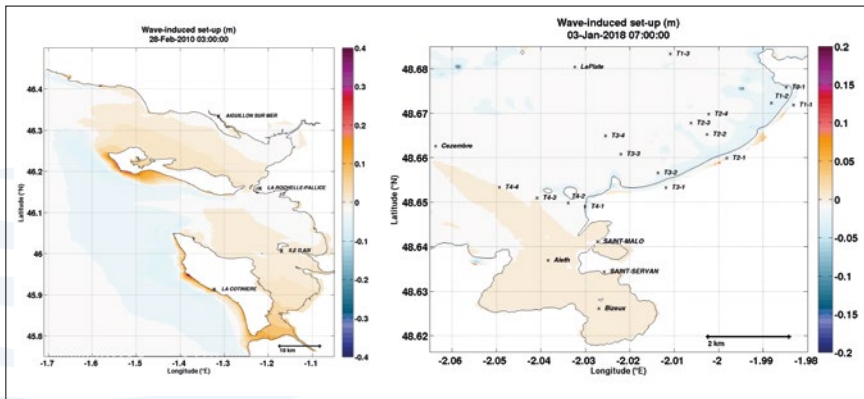 Wave-induced set-up (m)
28-Feb-2010 03:00:00
46.4
46.3
46.2
46.1
46
45.9
45.8
Latitude (°N)
AIGUILLON SUR MER
LA ROCHELLE-PALLICE
ILE D'AIX
LA COTINIERE
10 km
-1.7
-1.6
-1.5
-1.4
-1.3
-1.2
-1.1
Longitude (°E)
0.4
0.3
0.2
0.1
0
-0.1
-0.2
-0.3
-0.4
Wave-induced set-up (m)
03-Jan-2018 07:00:00
48.68
48.67
48.66
48.65
48.64
48.63
48.62
Latitude (°N)
T1-3
LaPlate
T0-1
T1-2
T1-1
T2-4
T2-3
T2-2
T3-4
Cezembre
T3-3
T2-1
T3-2
T3-1
T4-4
T4-3
T4-2
T4-1
SAINT-MALO
Aleth
SAINT-SERVAN
Bizeux
2 km
-2.06
-2.05
-2.04
-2.03
-2.02
-2.01
-2
-1.99
-1.98
Longitude (°E)
0.2
0.15
0.1
0.05
0
-0.05
-0.1
-0.15
-0.2